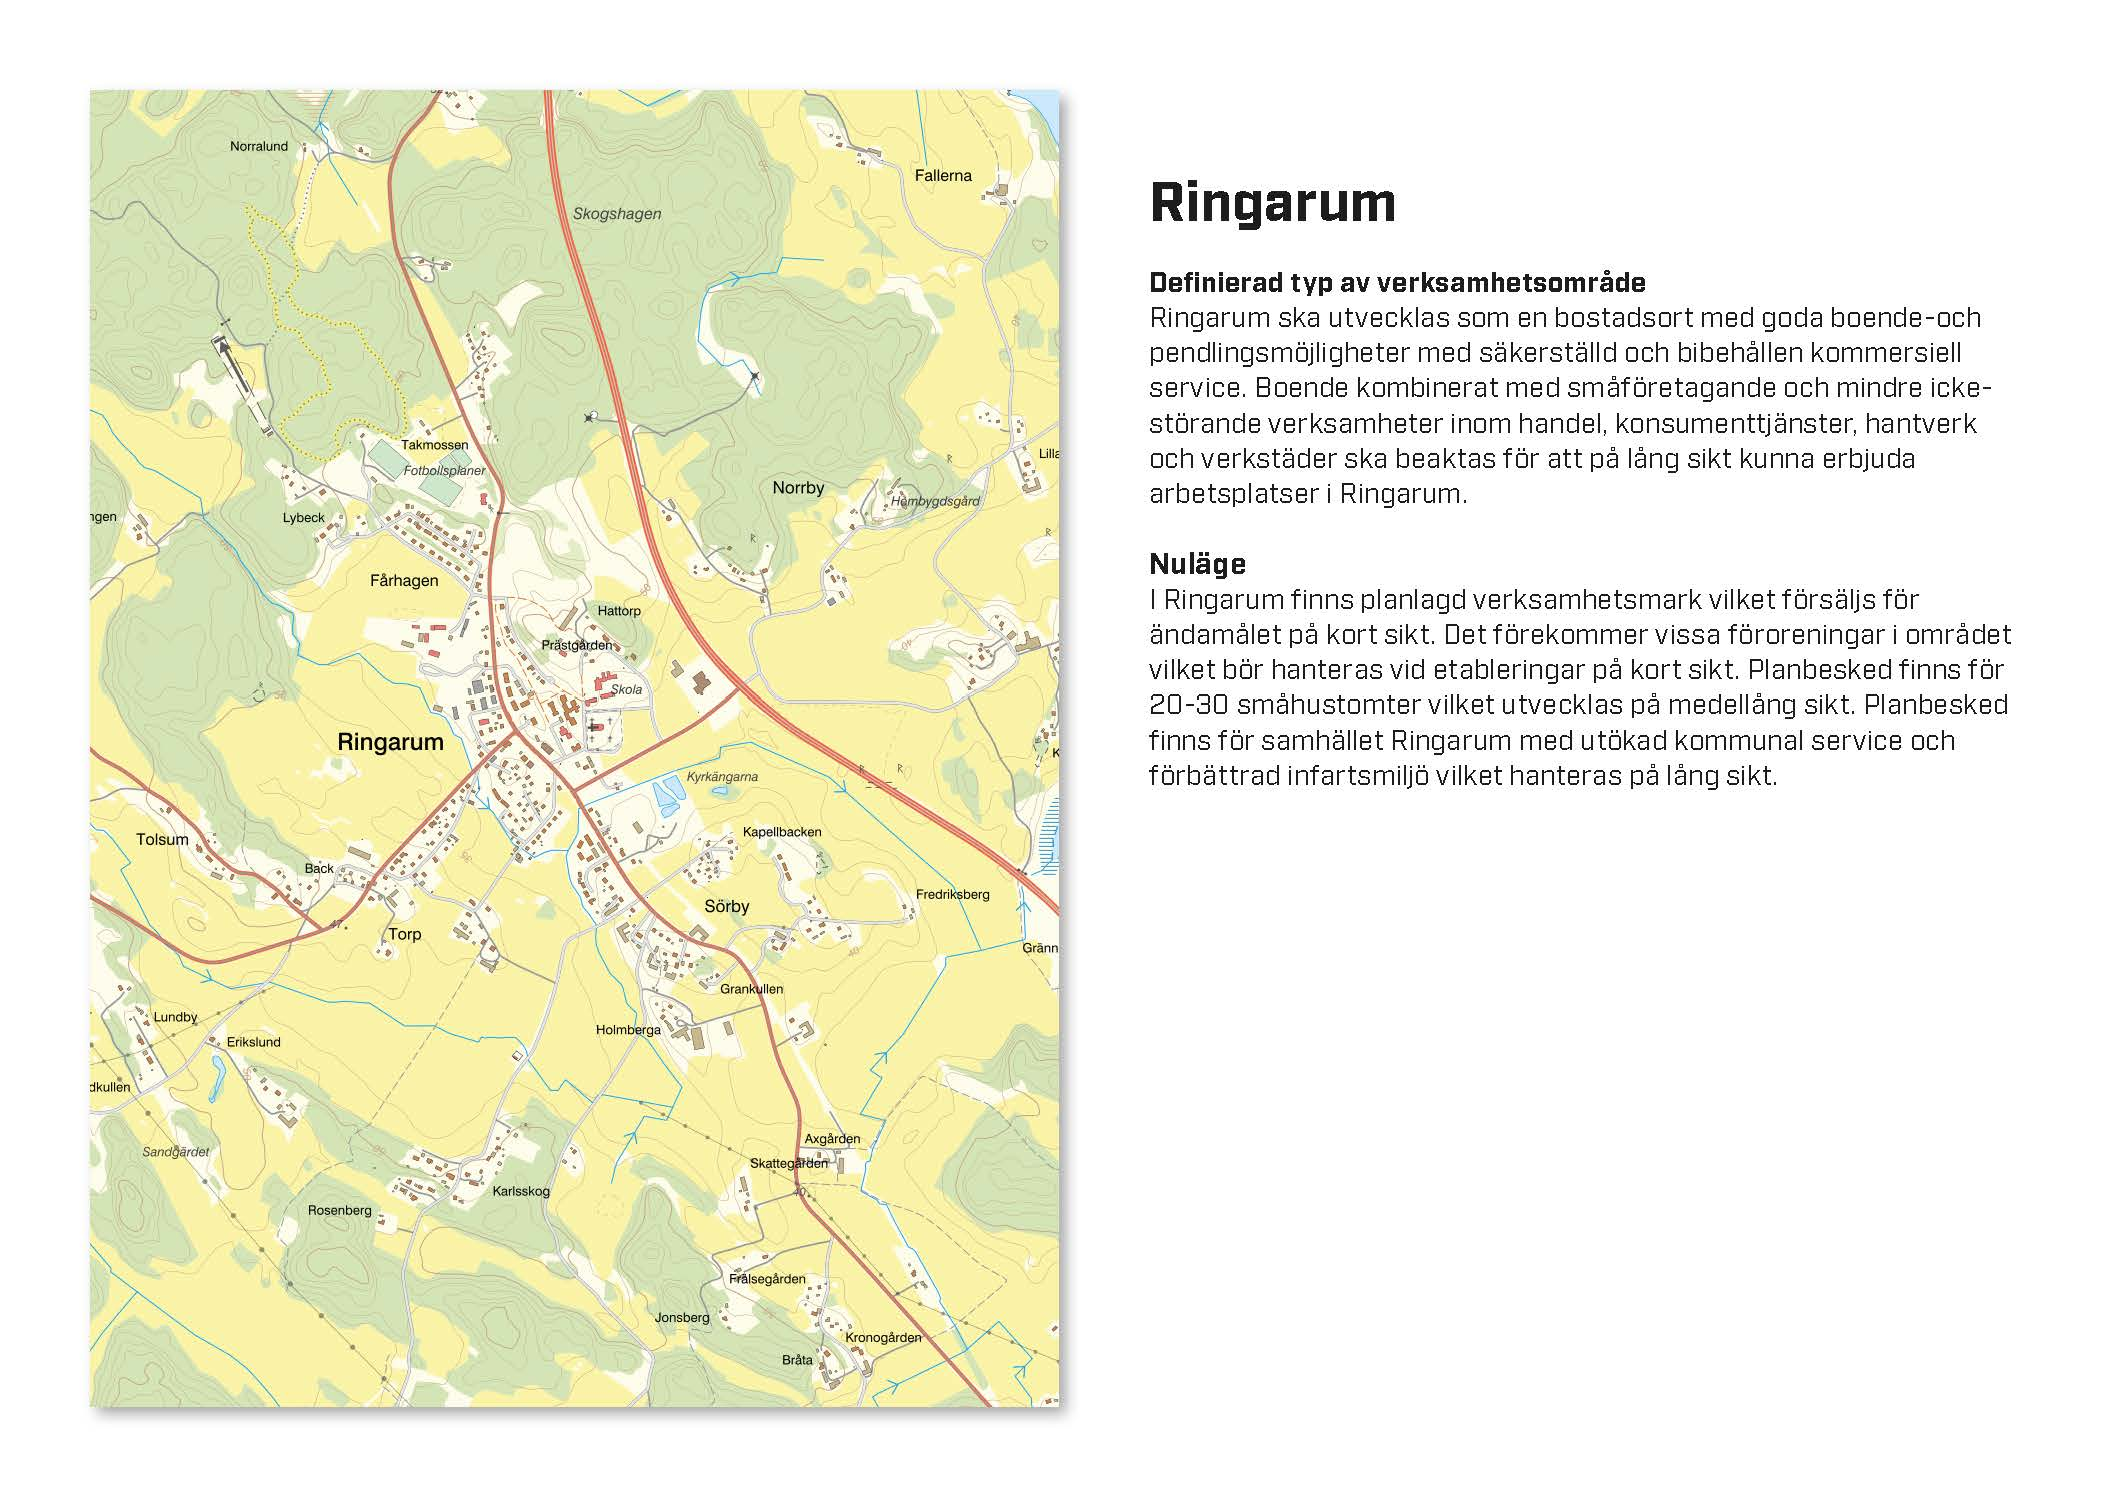 Norralund
Fallerna
Skogshagen
Takmossen
Fotbollsplaner
Lilla
Norrby
Hembygdsgård
ngen
Lybeck
Fårhagen
Hattorp
Prästgården
Skola
Ringarum
Kyrkängarna
Tolsum
Kapellbacken
Back
Fredriksberg
Sörby
47
Torp
Gränn
Grankullen
Lundby
Holmberga
Erikslund
dkullen
Axgården
Sandgärdet
Skattegården
40
Karlsskog
Rosenberg
Frälsegården
Jonsberg
Kronogården
Bråta
Ringarum
Definierad typ av verksamhetsområde
Ringarum ska utvecklas som en bostadsort med goda boende-och
pendlingsmöjligheter med säkerställd och bibehållen kommersiell
service. Boende kombinerat med småföretagande och mindre icke-
störande verksamheter inom handel, konsumenttjänster, hantverk
och verkstäder ska beaktas för att på lång sikt kunna erbjuda
arbetsplatser i Ringarum.
Nuläge
I Ringarum finns planlagd verksamhetsmark vilket försäljs för
ändamålet på kort sikt. Det förekommer vissa föroreningar i området
vilket bör hanteras vid etableringar på kort sikt. Planbesked finns för
20-30 småhustomter vilket utvecklas på medellång sikt. Planbesked
finns för samhället Ringarum med utökad kommunal service och
förbättrad infartsmiljö vilket hanteras på lång sikt.